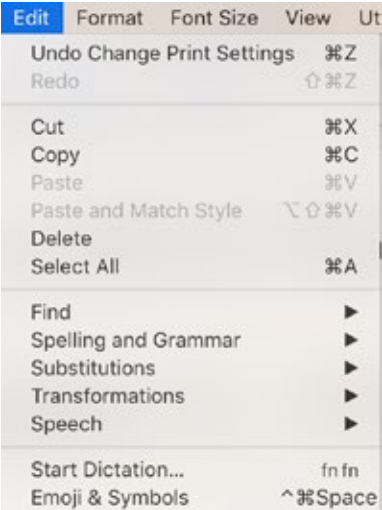 Edit Format Font Size View Ut
Undo Change Print Settings ⌘Z
Redo ⇧⌘Z
Cut ⌘X
Copy ⌘C
Paste ⌘V
Paste and Match Style ⌥⇧⌘V
Delete
Select All ⌘A
Find ▶
Spelling and Grammar ▶
Substitutions ▶
Transformations ▶
Speech ▶
Start Dictation... fn fn
Emoji & Symbols ^⌘Space